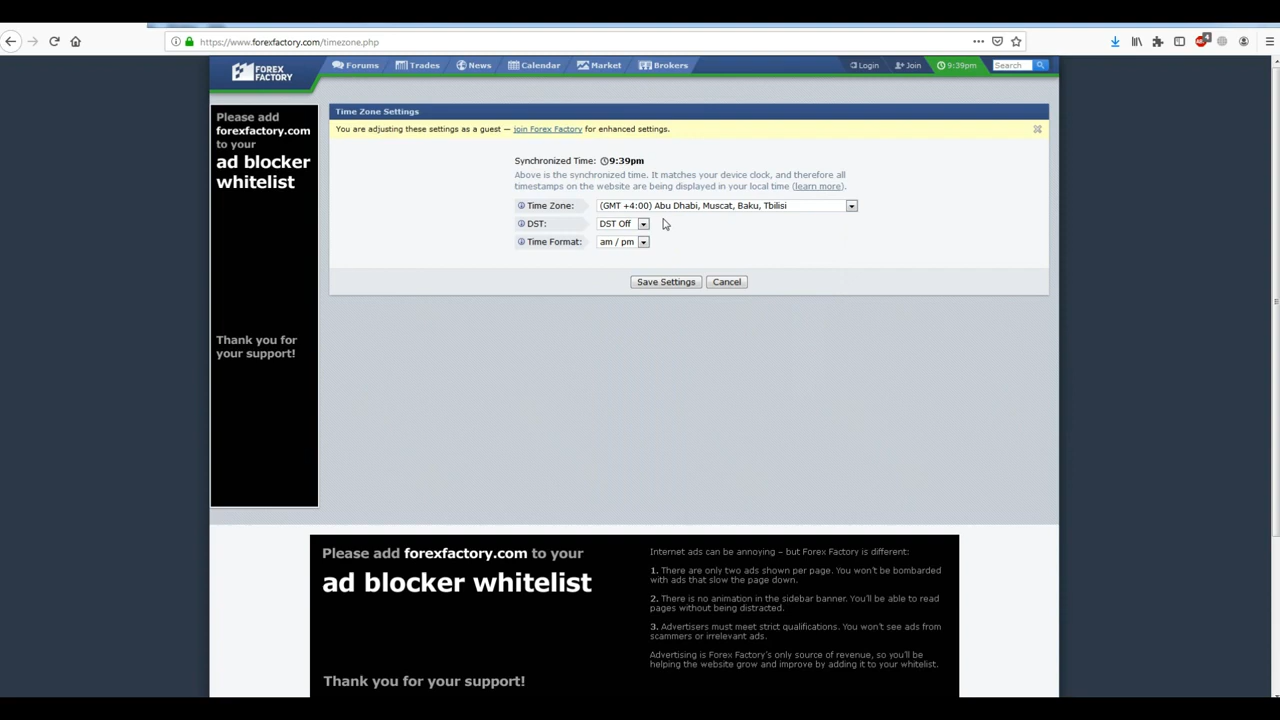 https://www.forexfactory.com/timezone.php
4
FOREX FACTORY
Forums Trades News Calendar Market Brokers Login Join 9:39pm Search
Please add
forexfactory.com
to your
ad blocker
whitelist
Thank you for
your support!
Time Zone Settings
You are adjusting these settings as a guest — join Forex Factory for enhanced settings.
Synchronized Time: 9:39pm
Above is the synchronized time. It matches your device clock, and therefore all
timestamps on the website are being displayed in your local time (learn more).
Time Zone: (GMT +4:00) Abu Dhabi, Muscat, Baku, Tbilisi
DST: DST Off
Time Format: am / pm
Save Settings Cancel
Please add forexfactory.com to your
ad blocker whitelist
Thank you for your support!
Internet ads can be annoying – but Forex Factory is different:
1. There are only two ads shown per page. You won't be bombarded
with ads that slow the page down.
2. There is no animation in the sidebar banner. You'll be able to read
pages without being distracted.
3. Advertisers must meet strict qualifications. You won't see ads from
scammers or irrelevant ads.
Advertising is Forex Factory's only source of revenue, so you'll be
helping the website grow and improve by adding it to your whitelist.